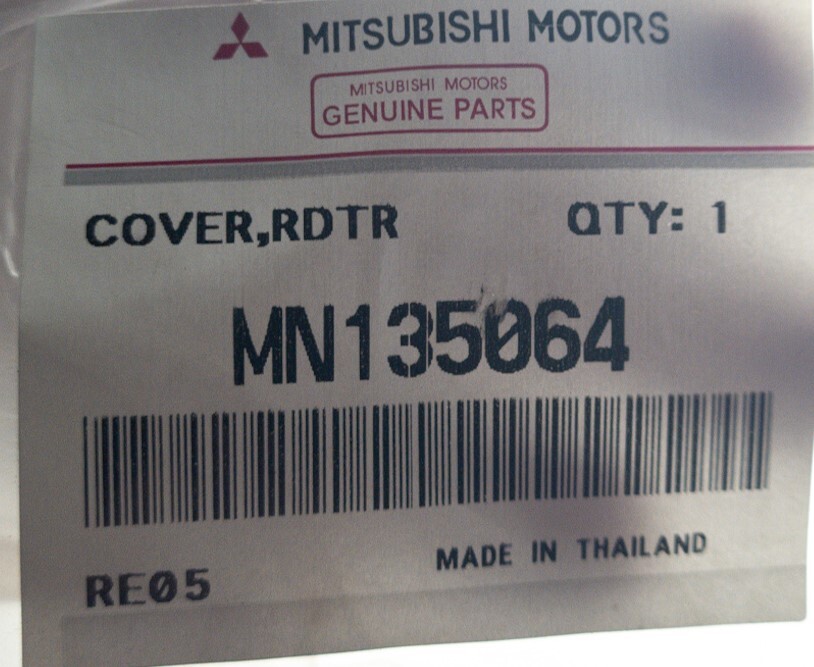 MITSUBISHI MOTORS
MITSUBISHI MOTORS
GENUINE PARTS
COVER,RDTR QTY: 1
MN135064
MADE IN THAILAND
RE05